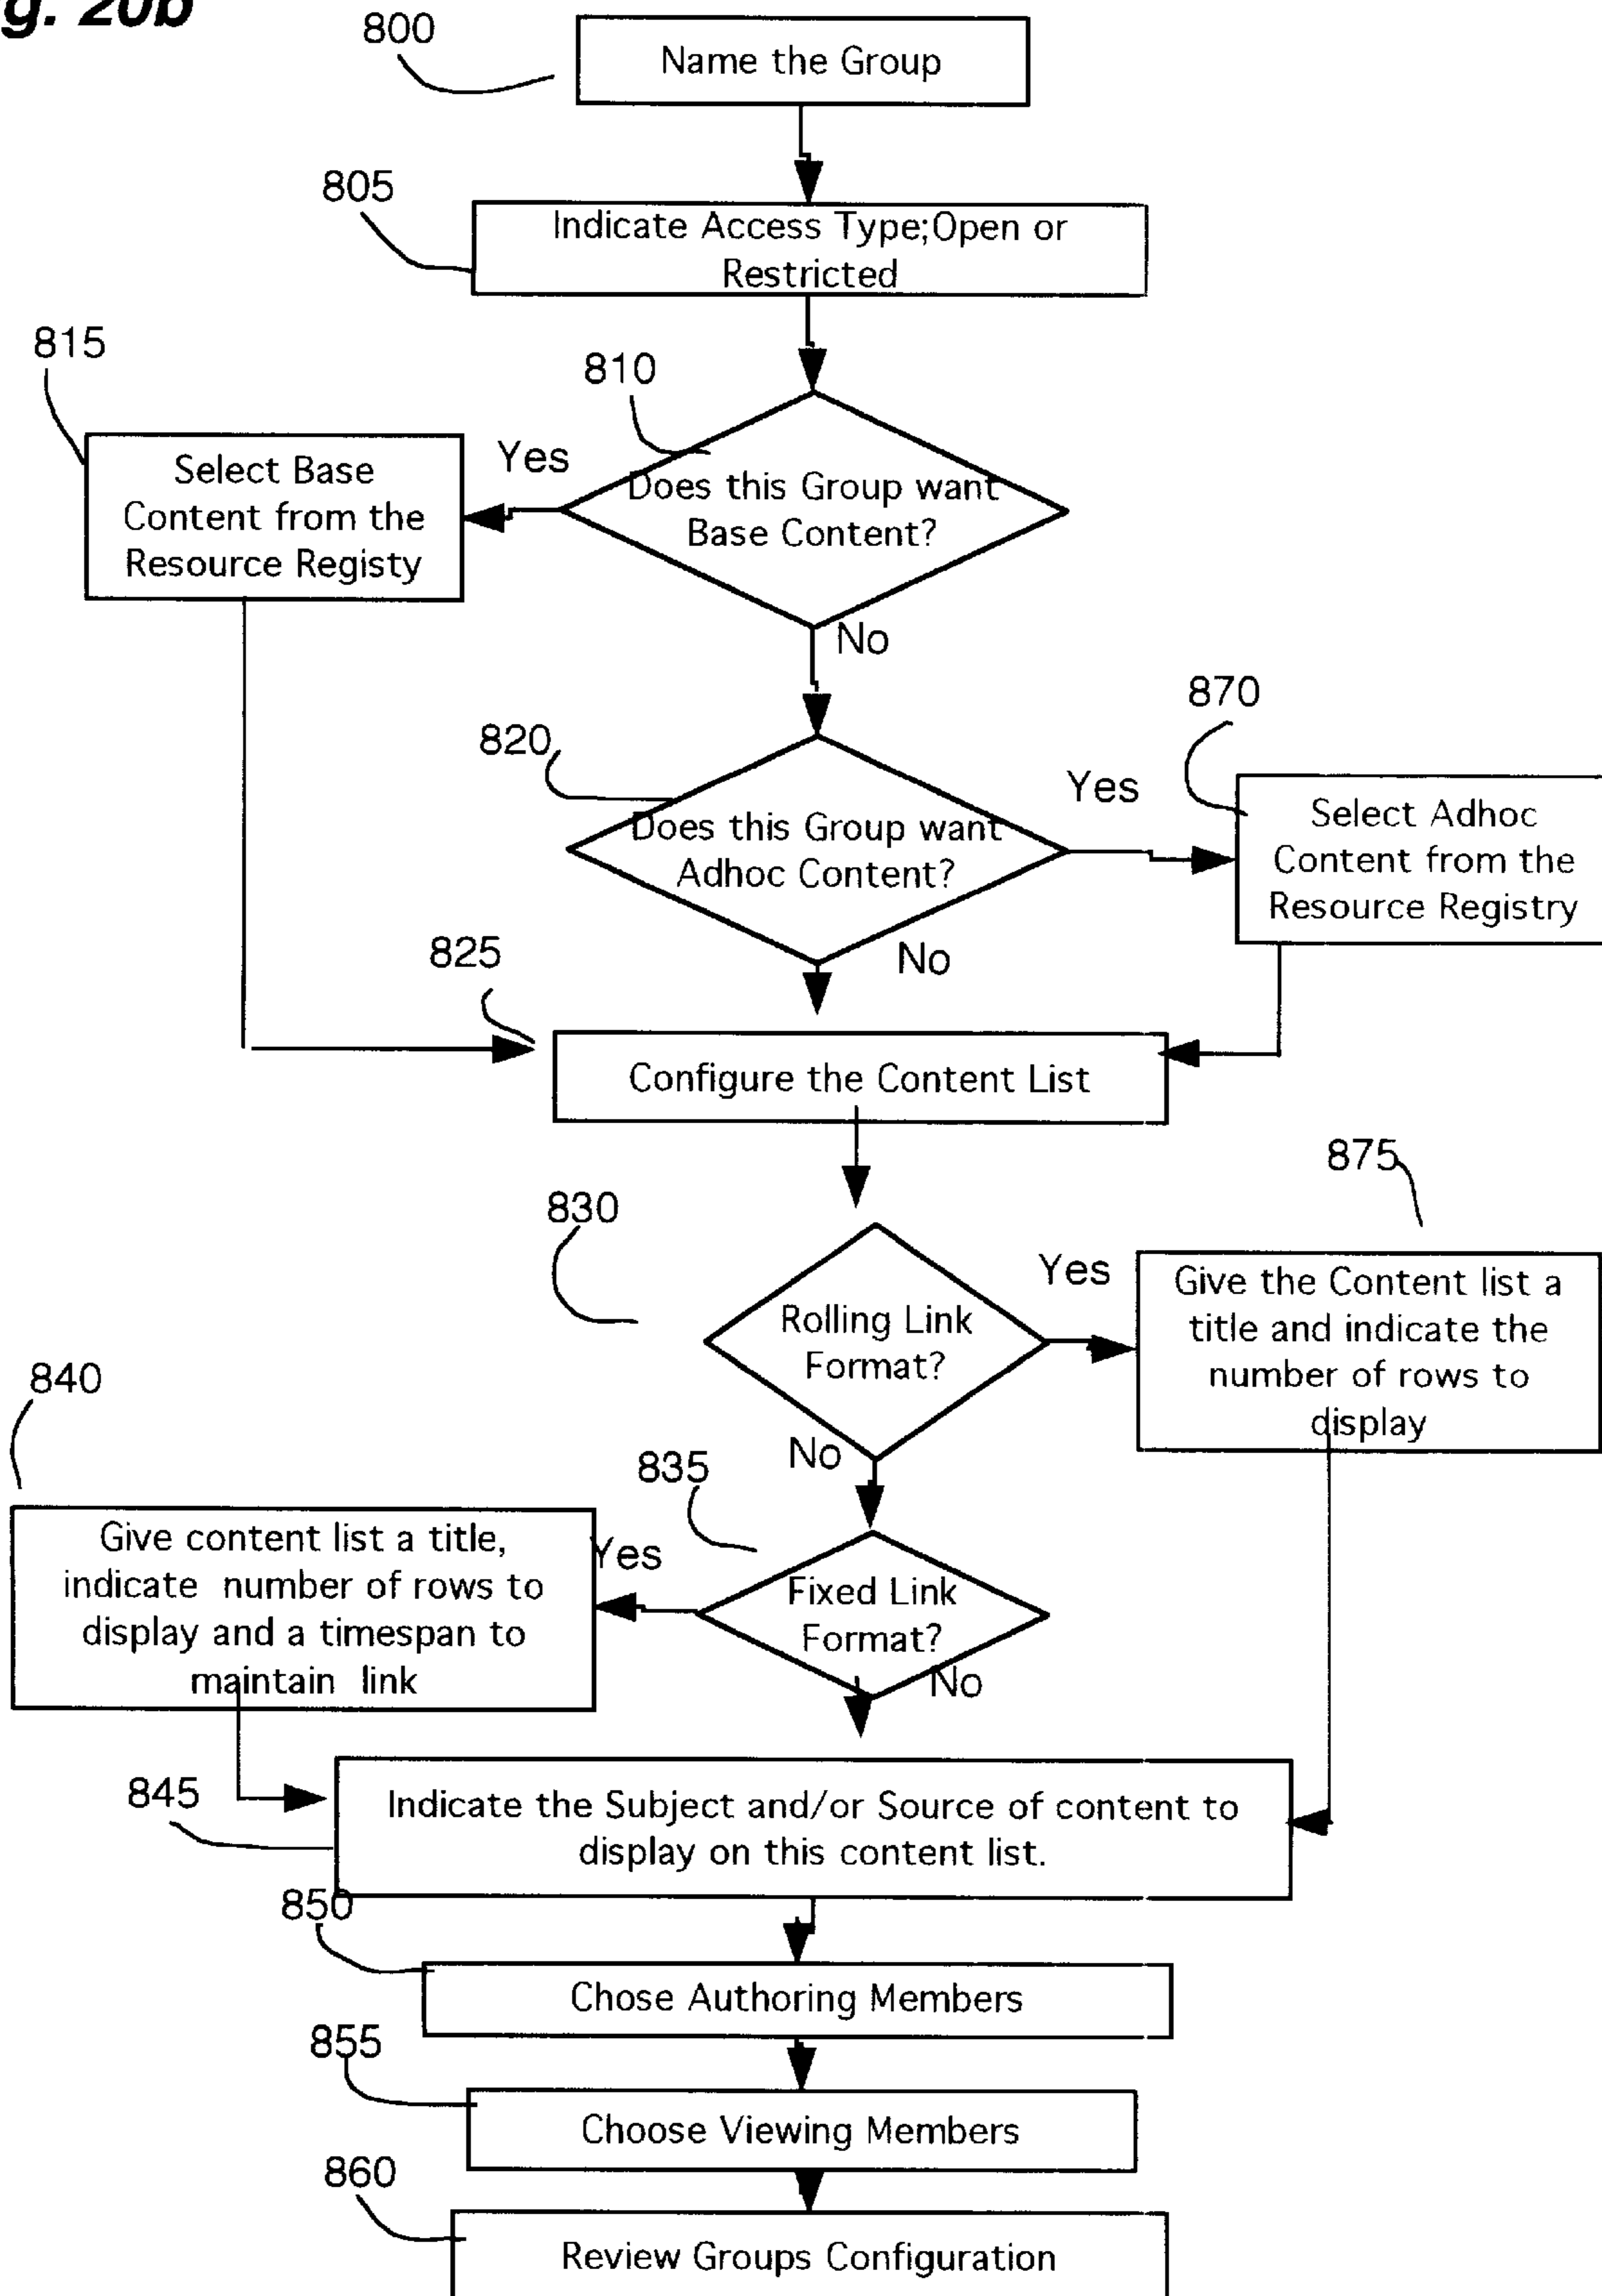 g. 20b
800
Name the Group
805
Indicate Access Type;Open or
Restricted
815
810
Select Base
Content from the
Resource Registy
Yes
Does this Group want
Base Content?
No
870
820
Yes
Select Adhoc
Content from the
Resource Registry
Does this Group want
Adhoc Content?
No
825
Configure the Content List
875
830
Yes
Give the Content list a
title and indicate the
number of rows to
display
Rolling Link
Format?
No
840
835
Give content list a title,
indicate number of rows to
display and a timespan to
maintain link
Yes
Fixed Link
Format?
No
845
Indicate the Subject and/or Source of content to
display on this content list.
850
Chose Authoring Members
855
Choose Viewing Members
860
Review Groups Configuration